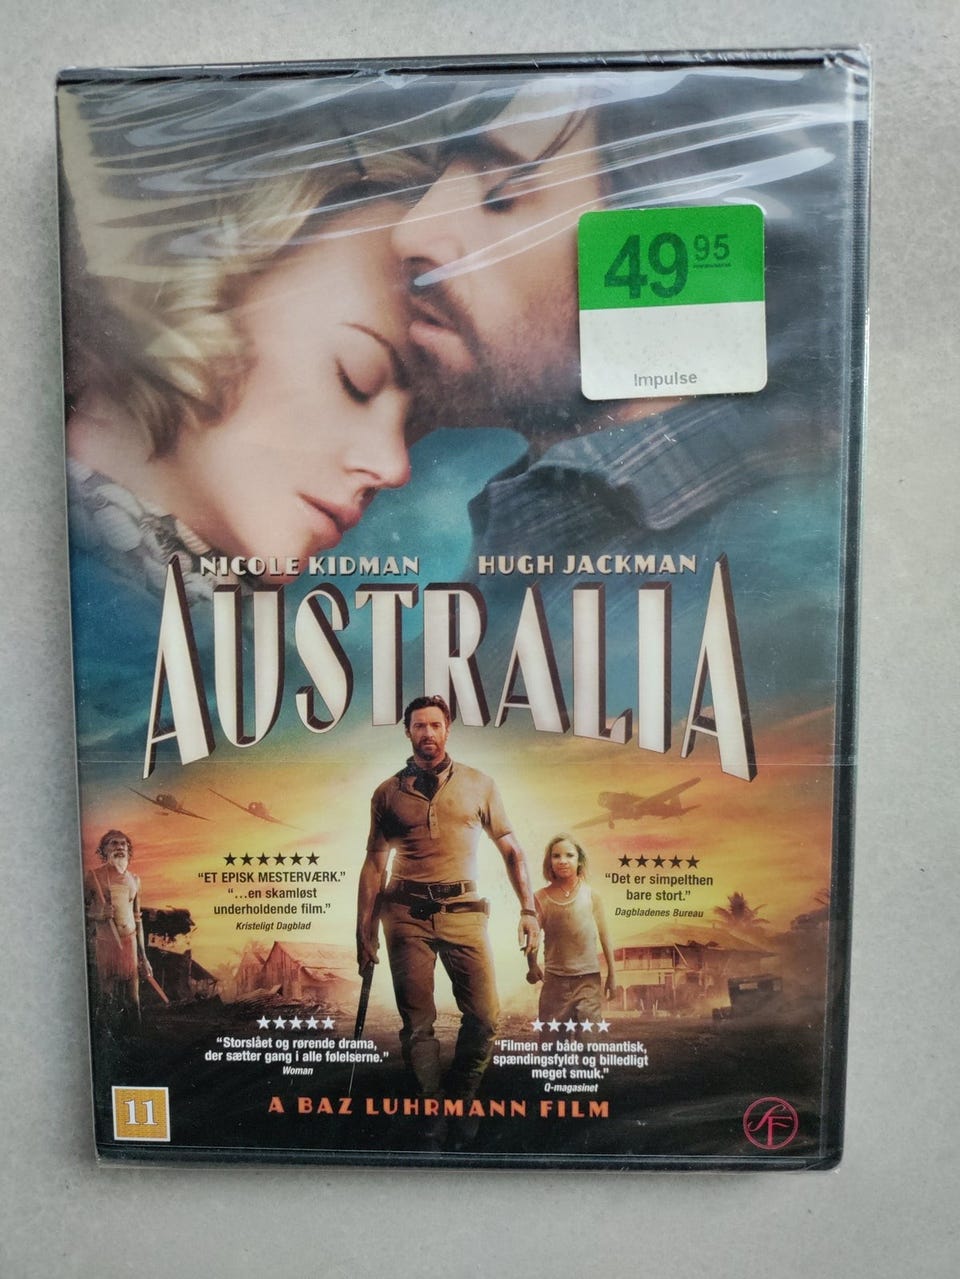 49 95
Impulse
NICOLE KIDMAN HUGH JACKMAN
AUSTRALIA
★★★★★★
"ET EPISK MESTERVÆRK."
"...en skamløst
underholdende film."
Kristeligt Dagblad
★★★★★
"Det er simpelthen
bare stort."
Dagbladenes Bureau
★★★★★
"Storslået og rørende drama,
der sætter gang i alle følelserne."
Woman
★★★★★
"Filmen er både romantisk,
spændingsfyldt og billedligt
meget smuk."
Q-magasinet
A BAZ LUHRMANN FILM
11
SF